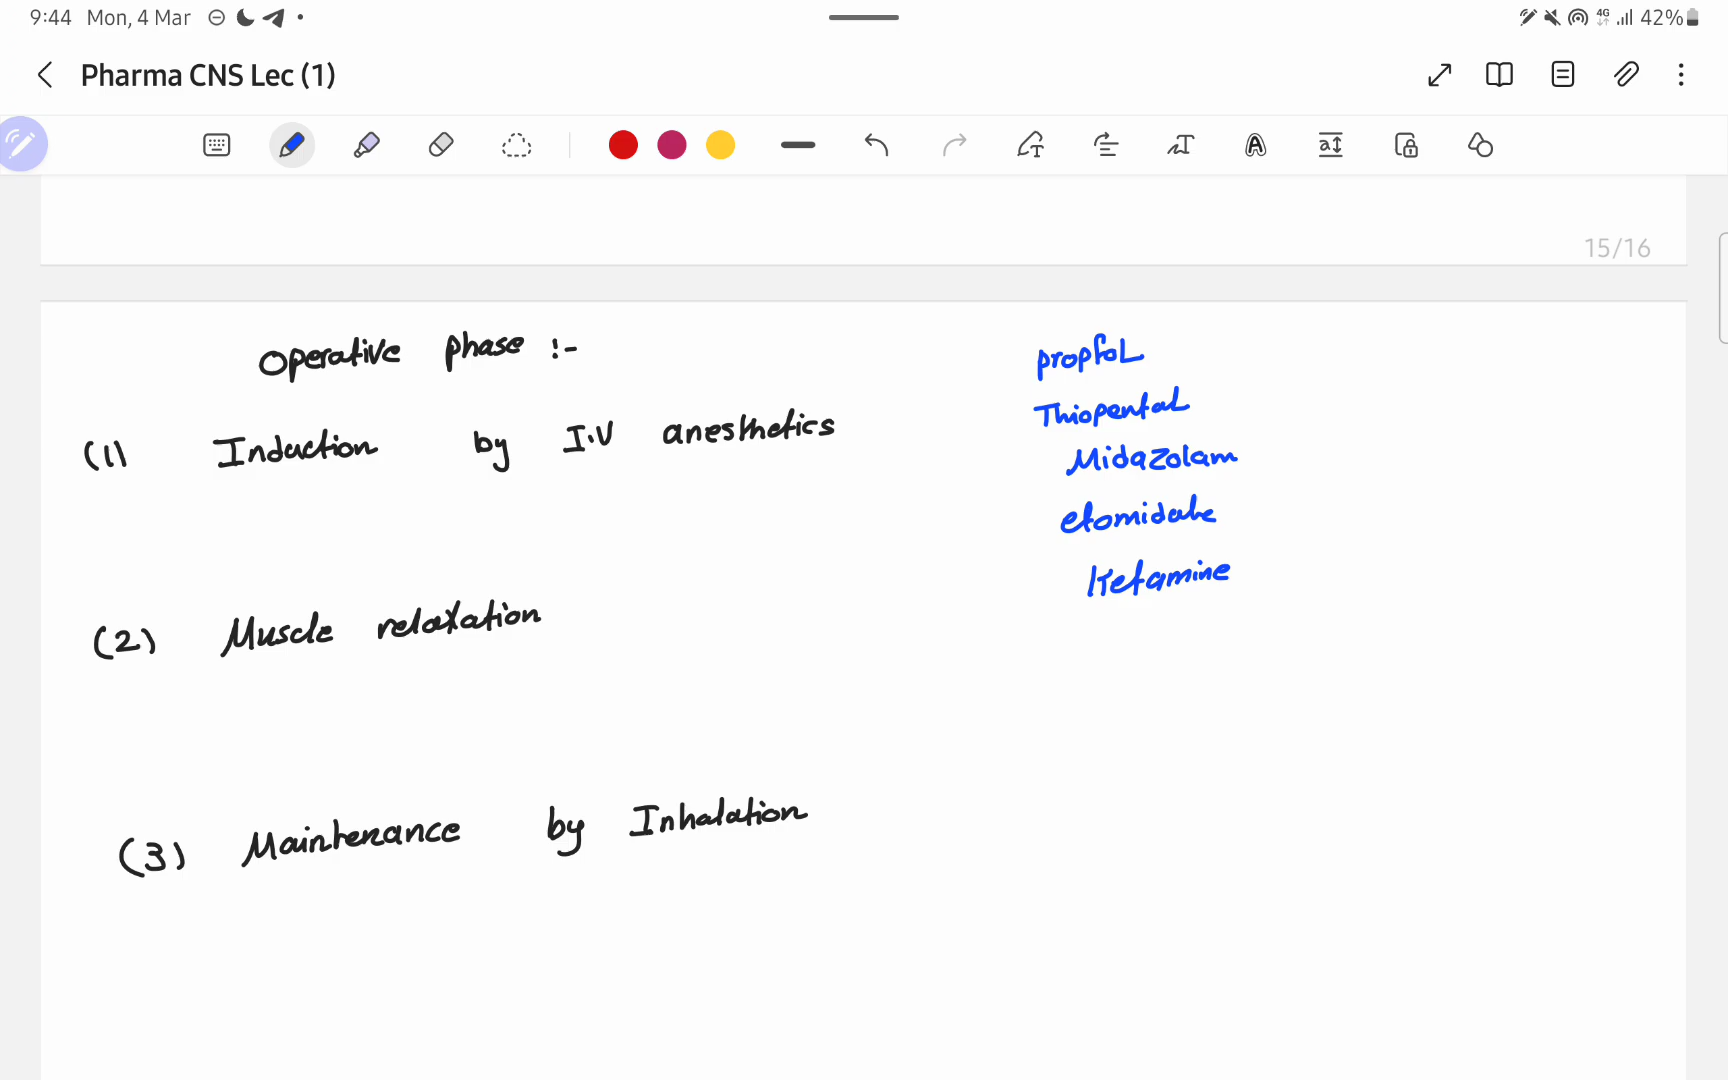 9:44 Mon, 4 Mar
4G 42%
Pharma CNS Lec (1)
15/16
Operative phase :-
(1) Induction by I.V anesthetics
(2) Muscle relaxation
(3) Maintenance by Inhalation
propfol
Thiopental
Midazolam
etomidate
Ketamine